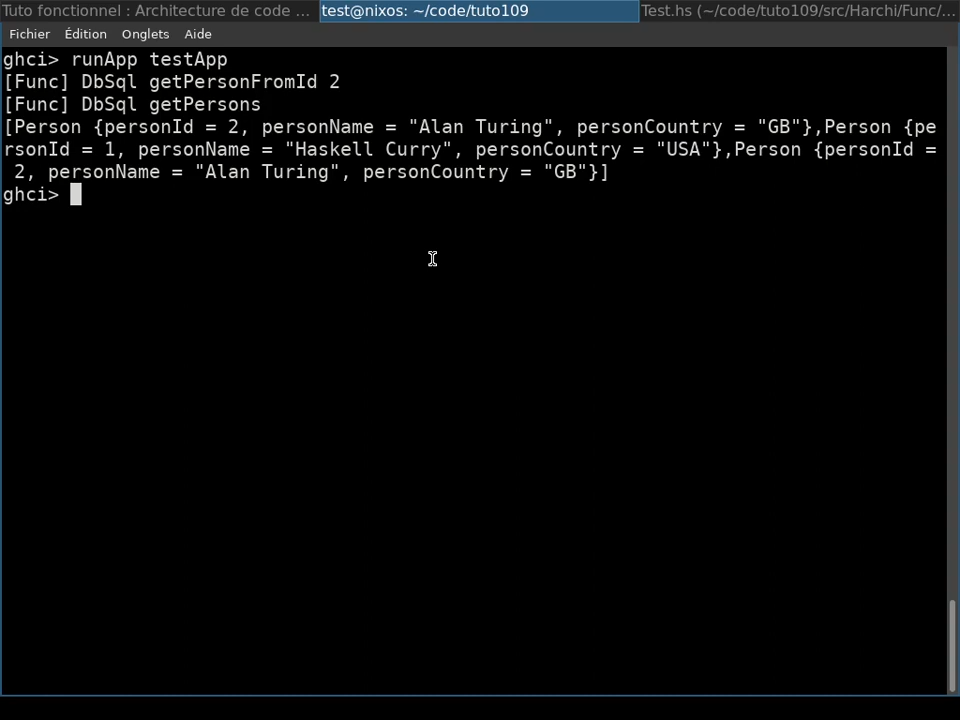 Tuto fonctionnel : Architecture de code ... test@nixos: ~/code/tuto109 Test.hs (~/code/tuto109/src/Harchi/Func/...
Fichier Édition Onglets Aide
ghci> runApp testApp
[Func] DbSql getPersonFromId 2
[Func] DbSql getPersons
[Person {personId = 2, personName = "Alan Turing", personCountry = "GB"},Person {pe
rsonId = 1, personName = "Haskell Curry", personCountry = "USA"},Person {personId =
 2, personName = "Alan Turing", personCountry = "GB"}]
ghci>